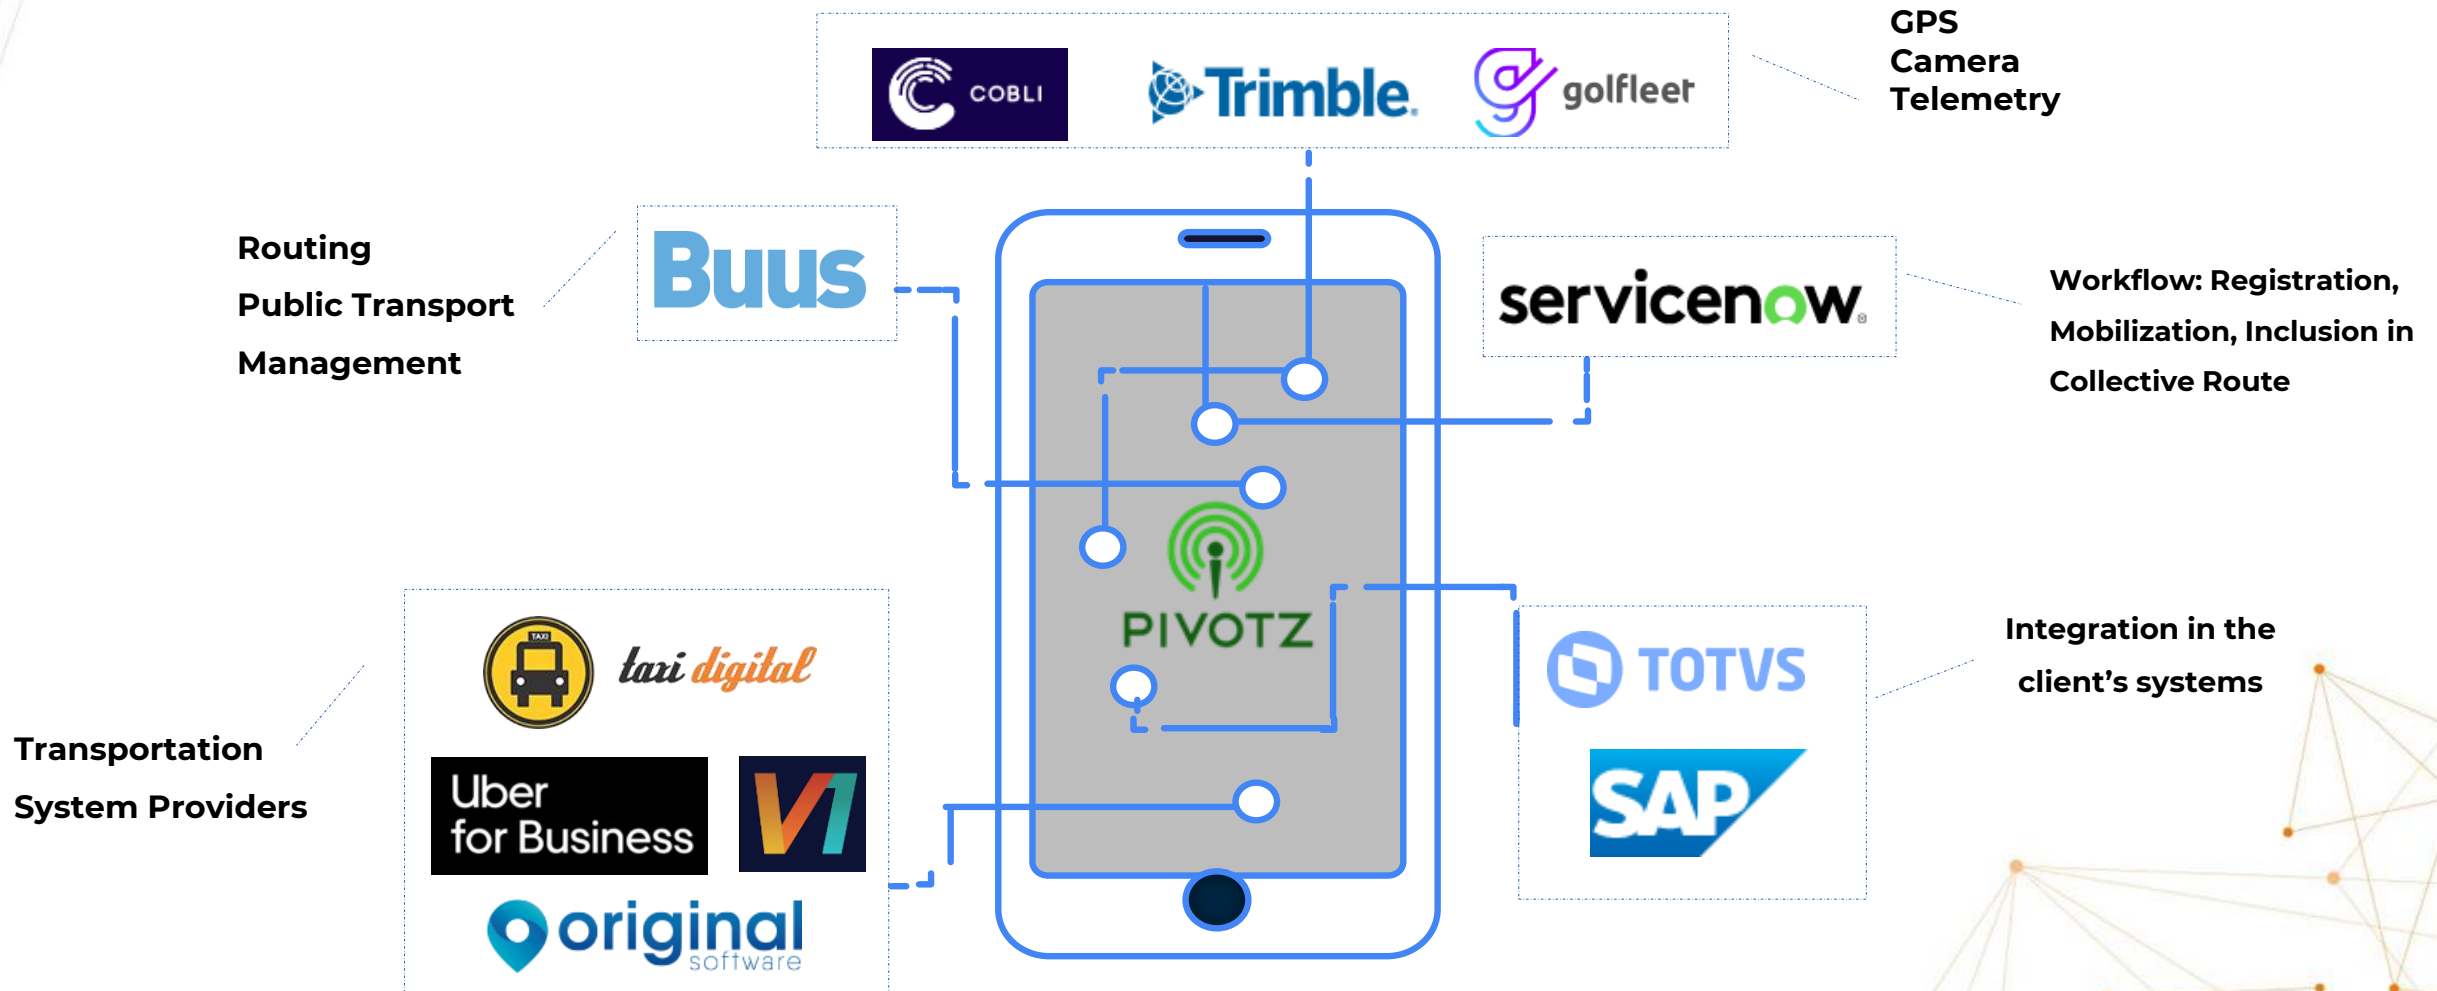 GPS
Camera
Telemetry
COBLI
Trimble.
golfleet
Routing
Public Transport
Management
Buus
servicenow
Workflow: Registration,
Mobilization, Inclusion in
Collective Route
PIVOTZ
TAXI
taxi digital
Transportation
System Providers
Uber
for Business
V1
original
software
TOTVS
SAP
Integration in the
client’s systems